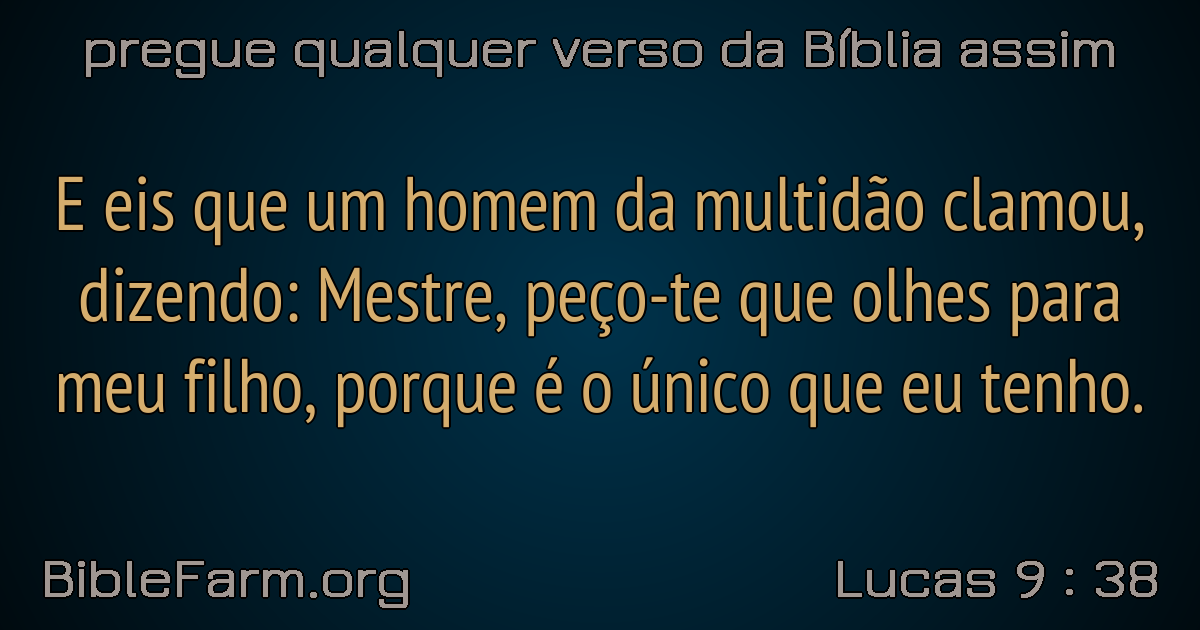 pregue qualquer verso da Bíblia assim
E eis que um homem da multidão clamou,
dizendo: Mestre, peço-te que olhes para
meu filho, porque é o único que eu tenho.
BibleFarm.org
Lucas 9 : 38